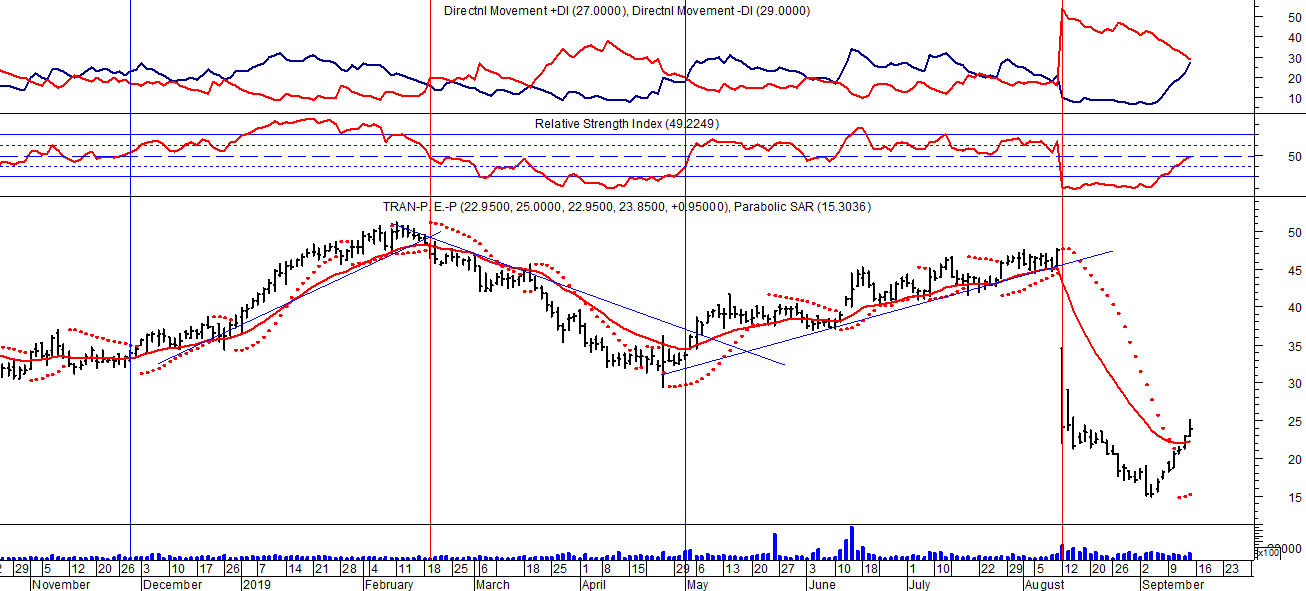 Directnl Movement +DI (27.0000), Directnl Movement -DI (29.0000)
50
40
30
20
10
Relative Strength Index (49.2249)
50
TRAN-P. E.-P (22.9500, 25.0000, 22.9500, 23.8500, +0.95000), Parabolic SAR (15.3036)
50
45
40
35
30
25
20
15
x100
29 5 12 20 26 3 10 17 26 7 14 21 28 4 11 18 25 6 18 25 1 8 15 29 6 13 20 27 3 10 18 1 10 22 29 5 12 20 26 2 9 16 23
November December 2019 February March April May June July August September